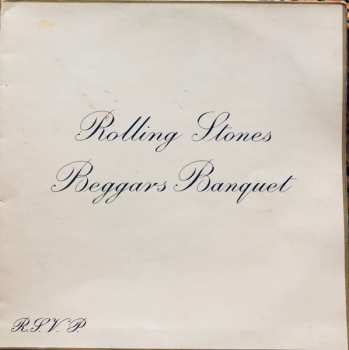 Rolling Stones
Beggars Banquet
R.S.V.P.